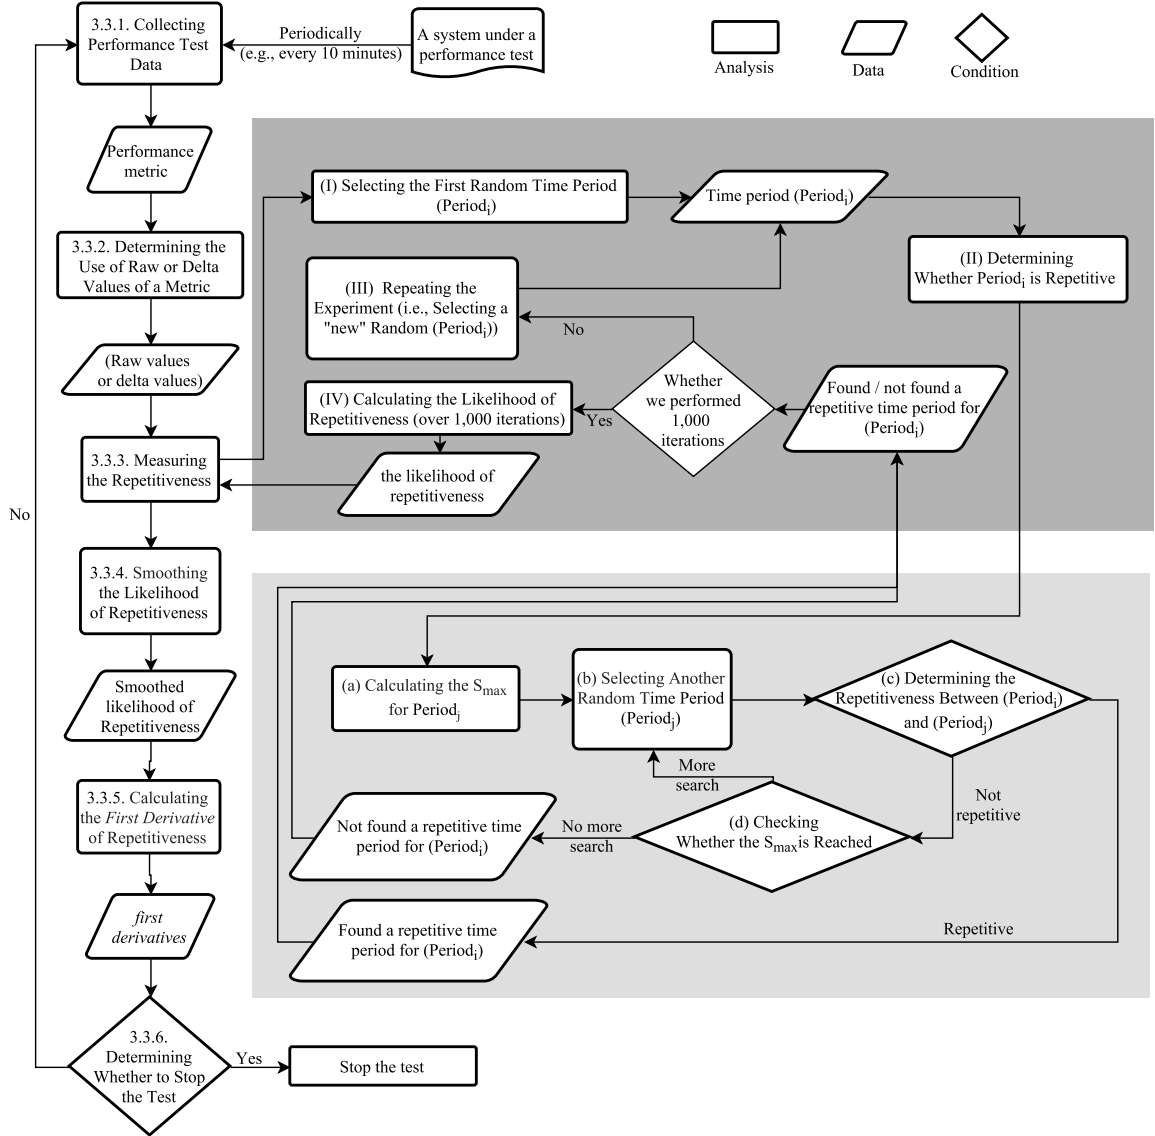 3.3.1. Collecting
Performance Test
Data
Periodically
(e.g., every 10 minutes)
A system under a
performance test
Analysis
Data
Condition
Performance
metric
3.3.2. Determining the
Use of Raw or Delta
Values of a Metric
(Raw values
or delta values)
3.3.3. Measuring
the Repetitiveness
(I) Selecting the First Random Time Period
(Periodi)
Time period (Periodi)
(II) Determining
Whether Periodi is Repetitive
(III) Repeating the
Experiment (i.e., Selecting a
"new" Random (Periodi))
No
Whether
we performed
1,000
iterations
Found / not found a
repetitive time period for
(Periodi)
Yes
(IV) Calculating the Likelihood of
Repetitiveness (over 1,000 iterations)
the likelihood of
repetitiveness
No
3.3.4. Smoothing
the Likelihood
of Repetitiveness
Smoothed
likelihood of
Repetitiveness
3.3.5. Calculating
the First Derivative
of Repetitiveness
first
derivatives
3.3.6.
Determining
Whether to Stop
the Test
Yes
Stop the test
(a) Calculating the Smax
for Periodj
(b) Selecting Another
Random Time Period
(Periodj)
(c) Determining the
Repetitiveness Between (Periodi)
and (Periodj)
More
search
Not
repetitive
(d) Checking
Whether the Smaxis Reached
No more
search
Not found a repetitive time
period for (Periodi)
Repetitive
Found a repetitive time
period for (Periodi)